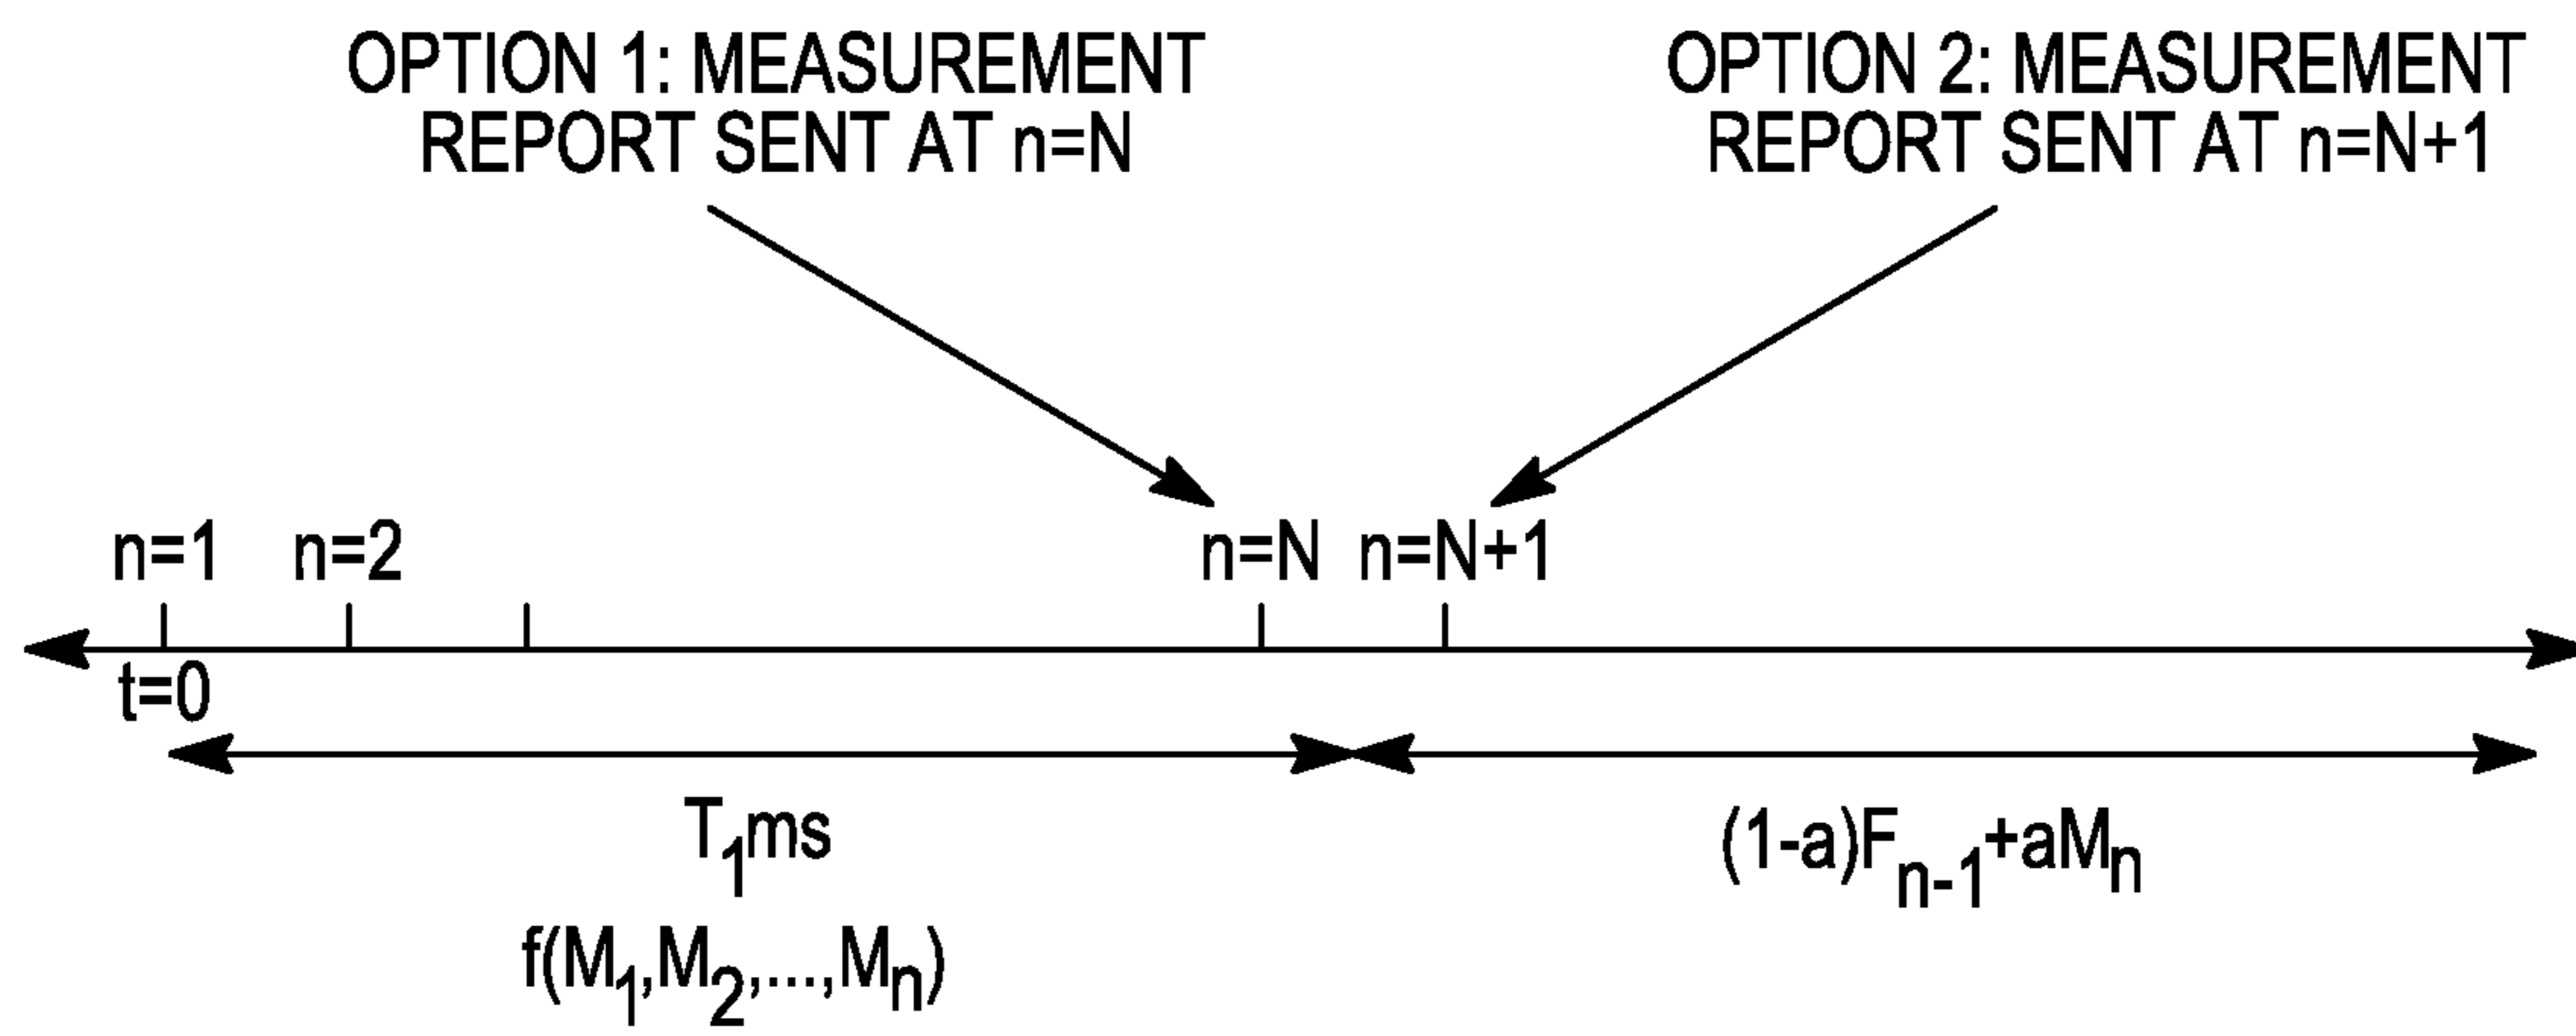 OPTION 1: MEASUREMENT
REPORT SENT AT n=N
OPTION 2: MEASUREMENT
REPORT SENT AT n=N+1
n=1
n=2
n=N
n=N+1
t=0
T₁ms
f(M₁,M₂,...,Mₙ)
(1-a)Fₙ₋₁+aMₙ